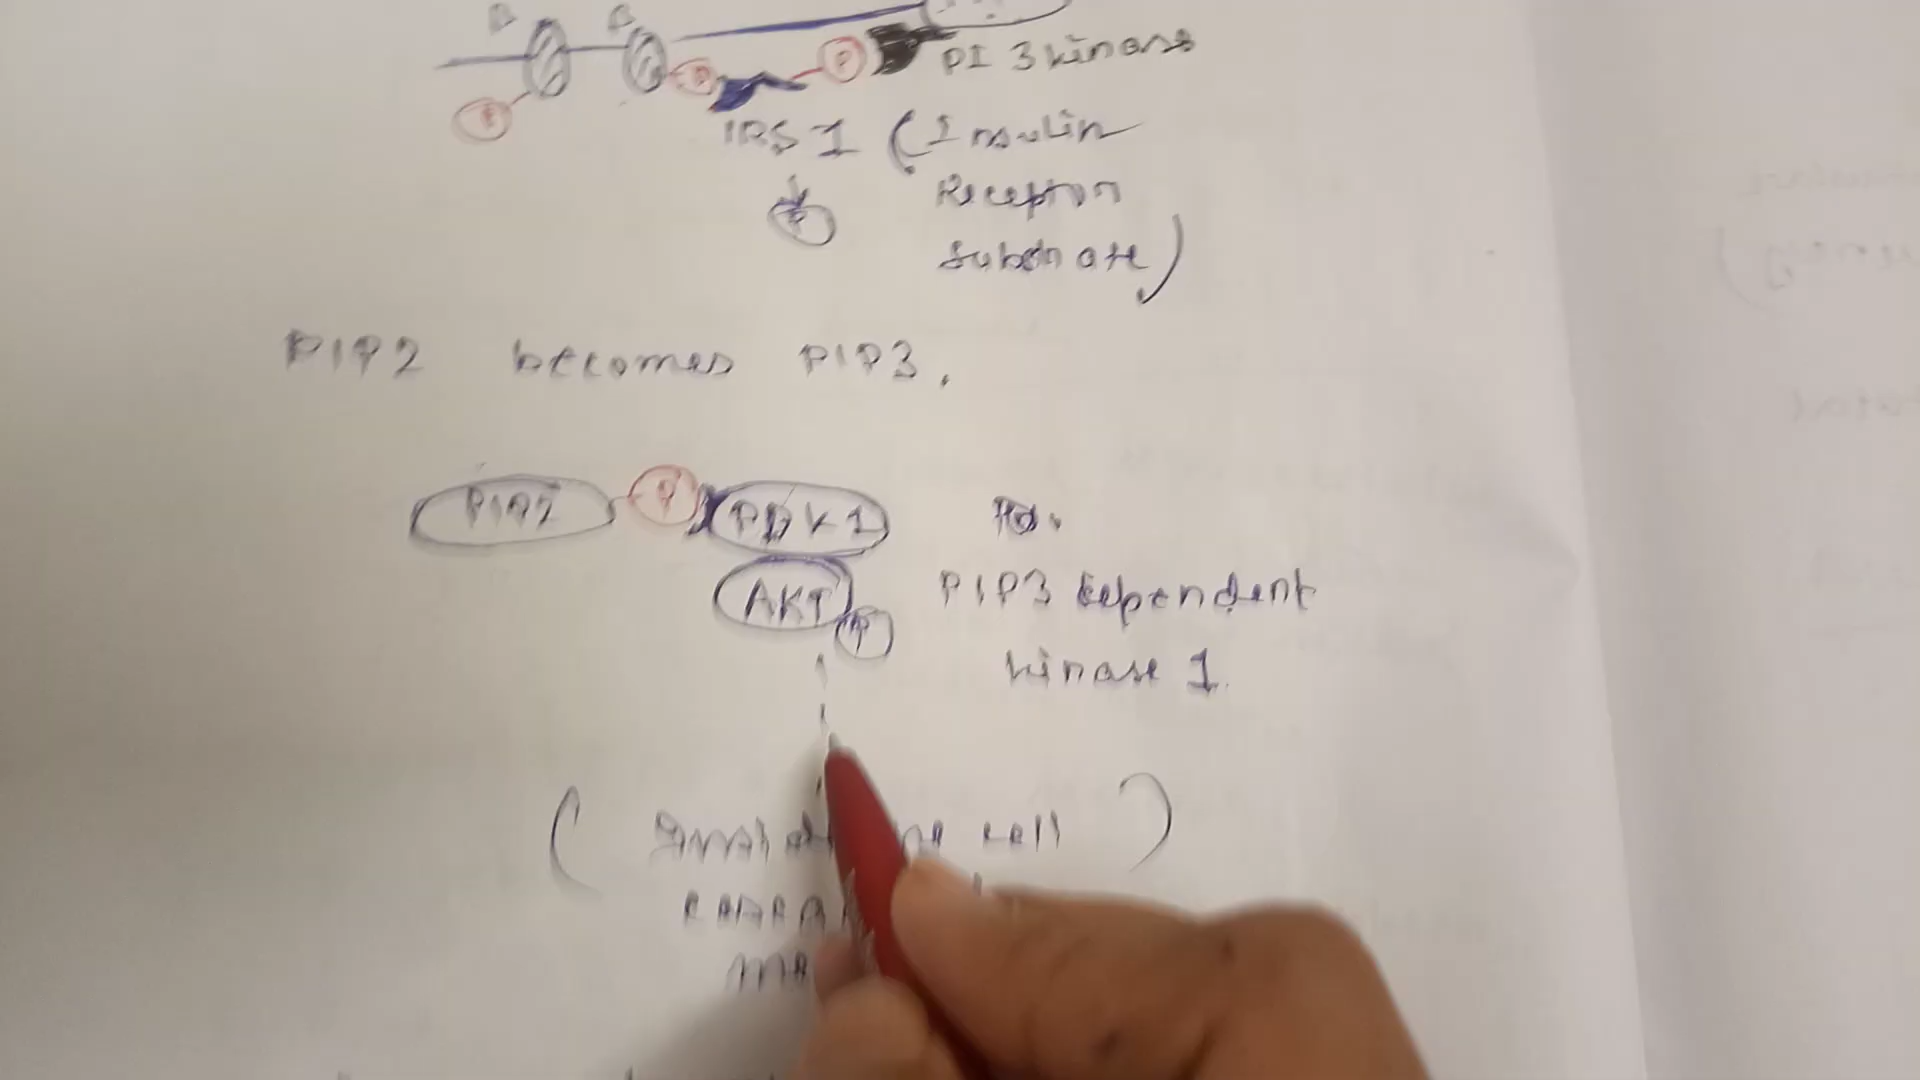 B B
P P P PI 3 kinase
IRS 1 (Insulin
Receptor
Substrate)
P
PIP2 becomes PIP3.
PIP2 P PDK1
AKT P
PIP3 dependent
kinase 1.
( cell )